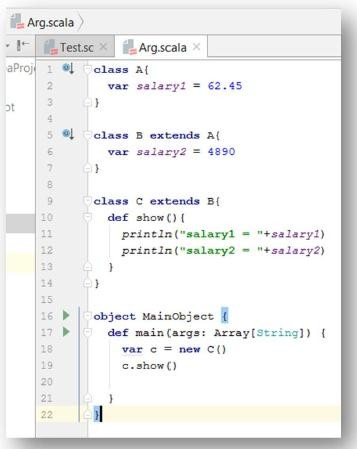 Arg.scala
Test.sc × Arg.scala ×
1 class A{
2 var salary1 = 62.45
3 }
4
5 class B extends A{
6 var salary2 = 4890
7 }
8
9 class C extends B{
10 def show(){
11 println("salary1 = "+salary1)
12 println("salary2 = "+salary2)
13 }
14 }
15
16 object MainObject {
17 def main(args: Array[String]) {
18 var c = new C()
19 c.show()
20
21 }
22 }